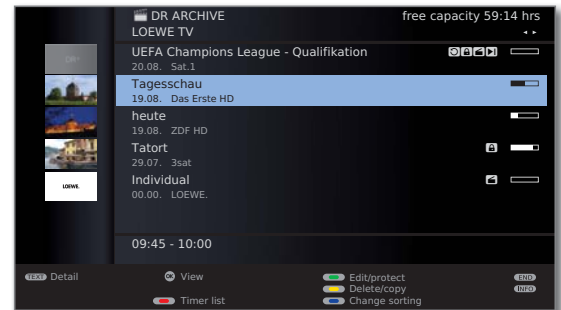 DR ARCHIVE free capacity 59:14 hrs
LOEWE TV
DR+
UEFA Champions League - Qualifikation
20.08. Sat.1
Tagesschau
19.08. Das Erste HD
heute
19.08. ZDF HD
Tatort
29.07. 3sat
LOEWE.
Individual
00.00. LOEWE.
09:45 - 10:00
TEXT Detail OK View Edit/protect END
Delete/copy INFO
Timer list Change sorting